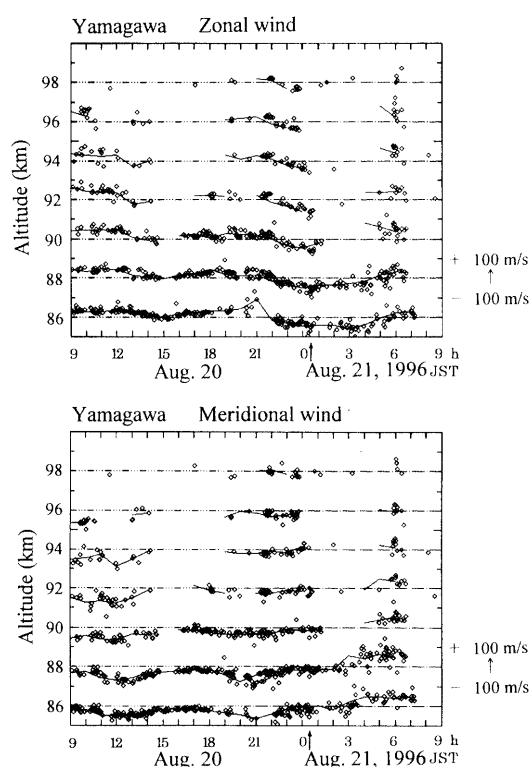 Yamagawa Zonal wind
Altitude (km)
98
96
94
92
90
88
86
+ 100 m/s
↑
− 100 m/s
9 12 15 18 21 0 3 6 9 h
Aug. 20 Aug. 21, 1996 JST
Yamagawa Meridional wind
Altitude (km)
98
96
94
92
90
88
86
+ 100 m/s
↑
− 100 m/s
9 12 15 18 21 0 3 6 9 h
Aug. 20 Aug. 21, 1996 JST